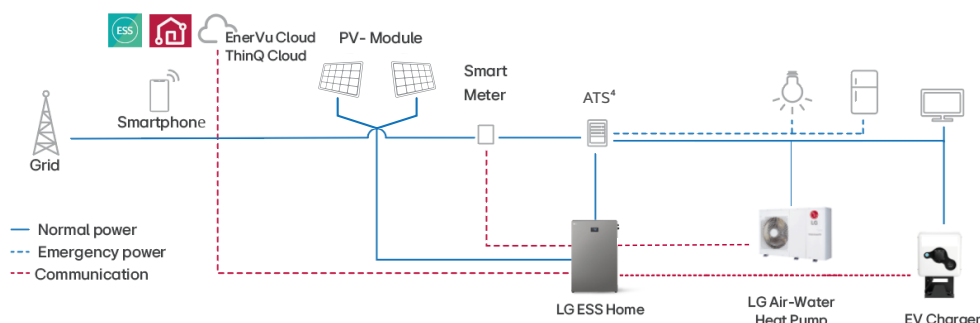 ESS
EnerVu Cloud
ThinQ Cloud
PV- Module
Smart
Meter
ATS⁴
Smartphone
Grid
Normal power
Emergency power
Communication
LG
LG ESS Home
LG Air-Water
Heat Pump
EV Charger